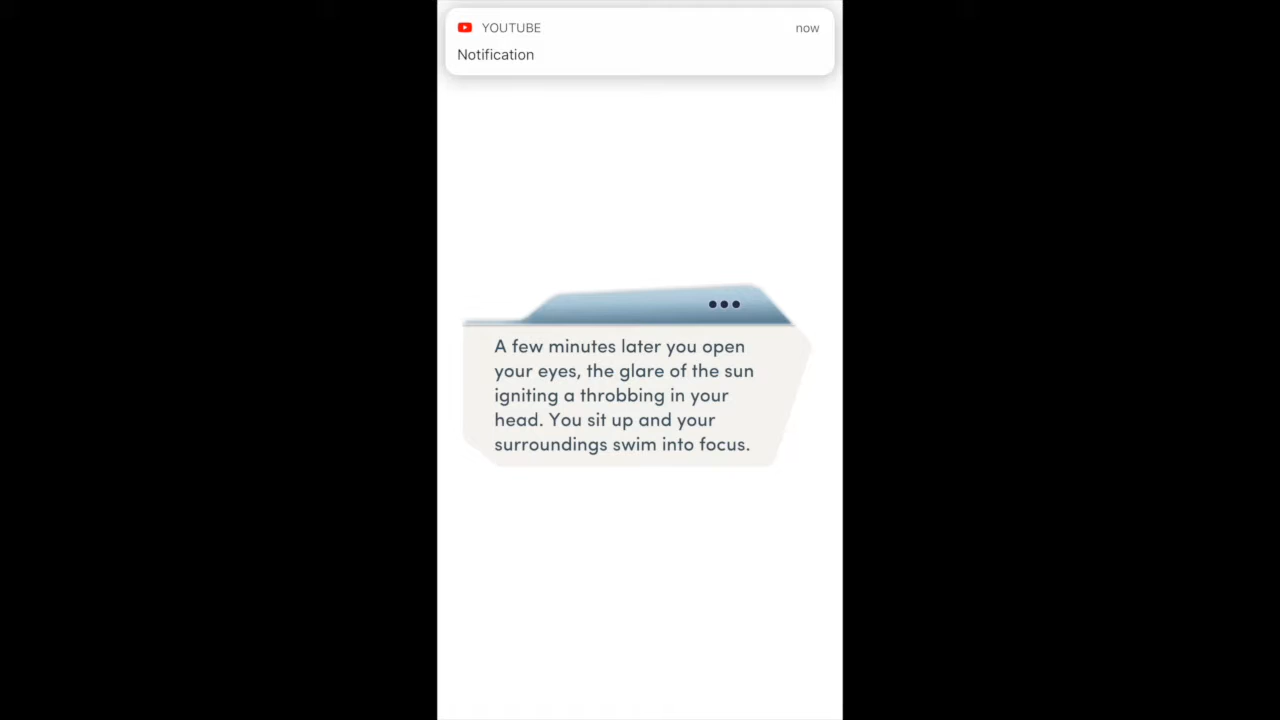 YOUTUBE now
Notification
A few minutes later you open
your eyes, the glare of the sun
igniting a throbbing in your
head. You sit up and your
surroundings swim into focus.